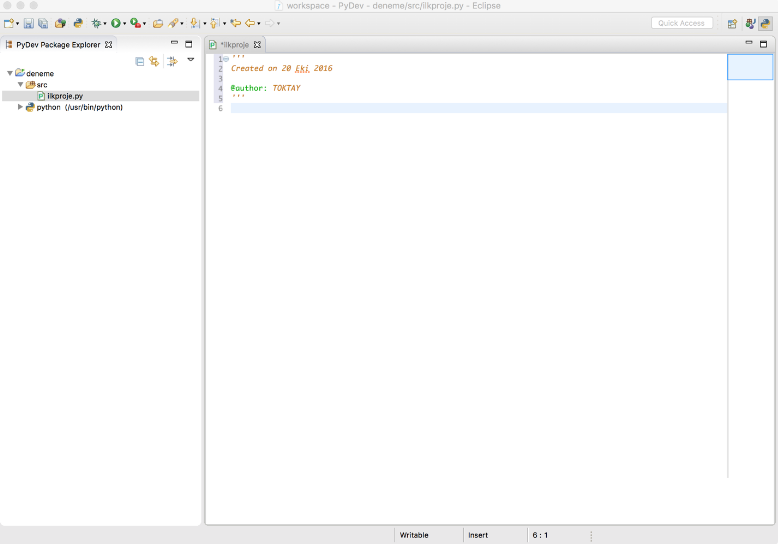 workspace - PyDev - deneme/src/ilkproje.py - Eclipse
Quick Access
PyDev Package Explorer
deneme
src
ilkproje.py
python (/usr/bin/python)
*ilkproje
1 '''
2 Created on 20 Eki 2016
3
4 @author: TOKTAY
5 '''
6
Writable
Insert
6 : 1